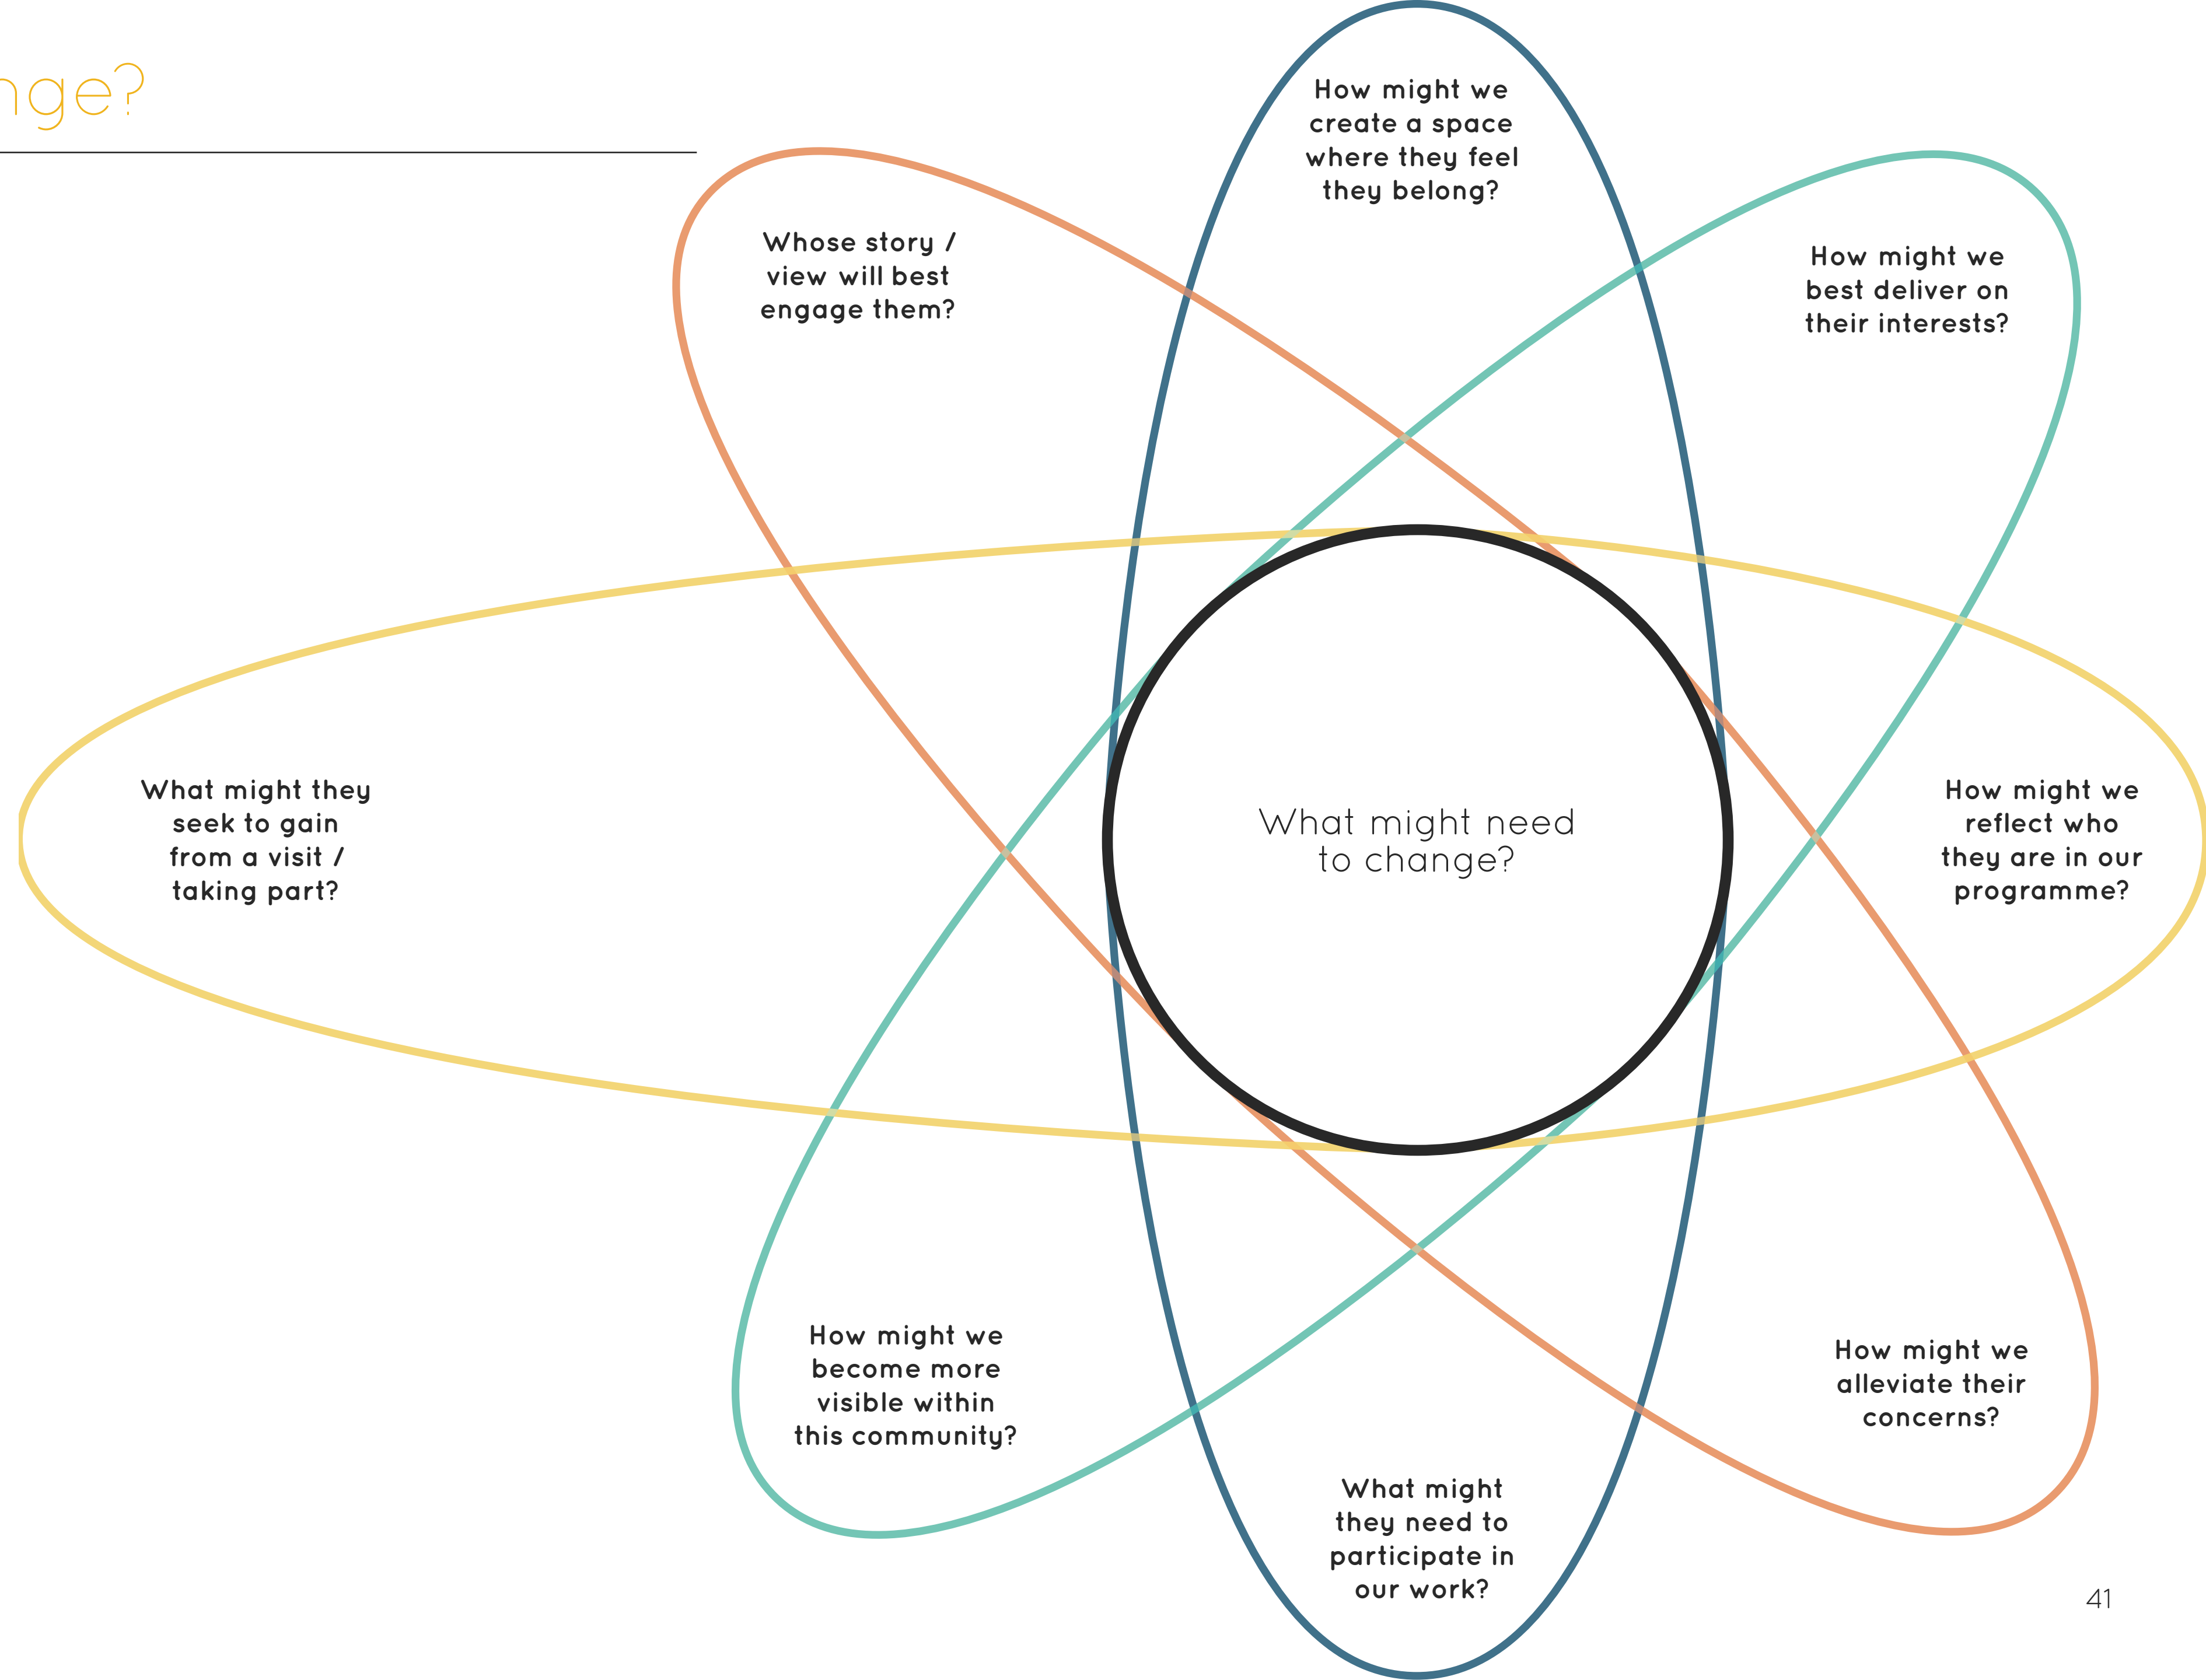 nge?
How might we
create a space
where they feel
they belong?
Whose story /
view will best
engage them?
How might we
best deliver on
their interests?
What might they
seek to gain
from a visit /
taking part?
What might need
to change?
How might we
reflect who
they are in our
programme?
How might we
become more
visible within
this community?
How might we
alleviate their
concerns?
What might
they need to
participate in
our work?
41